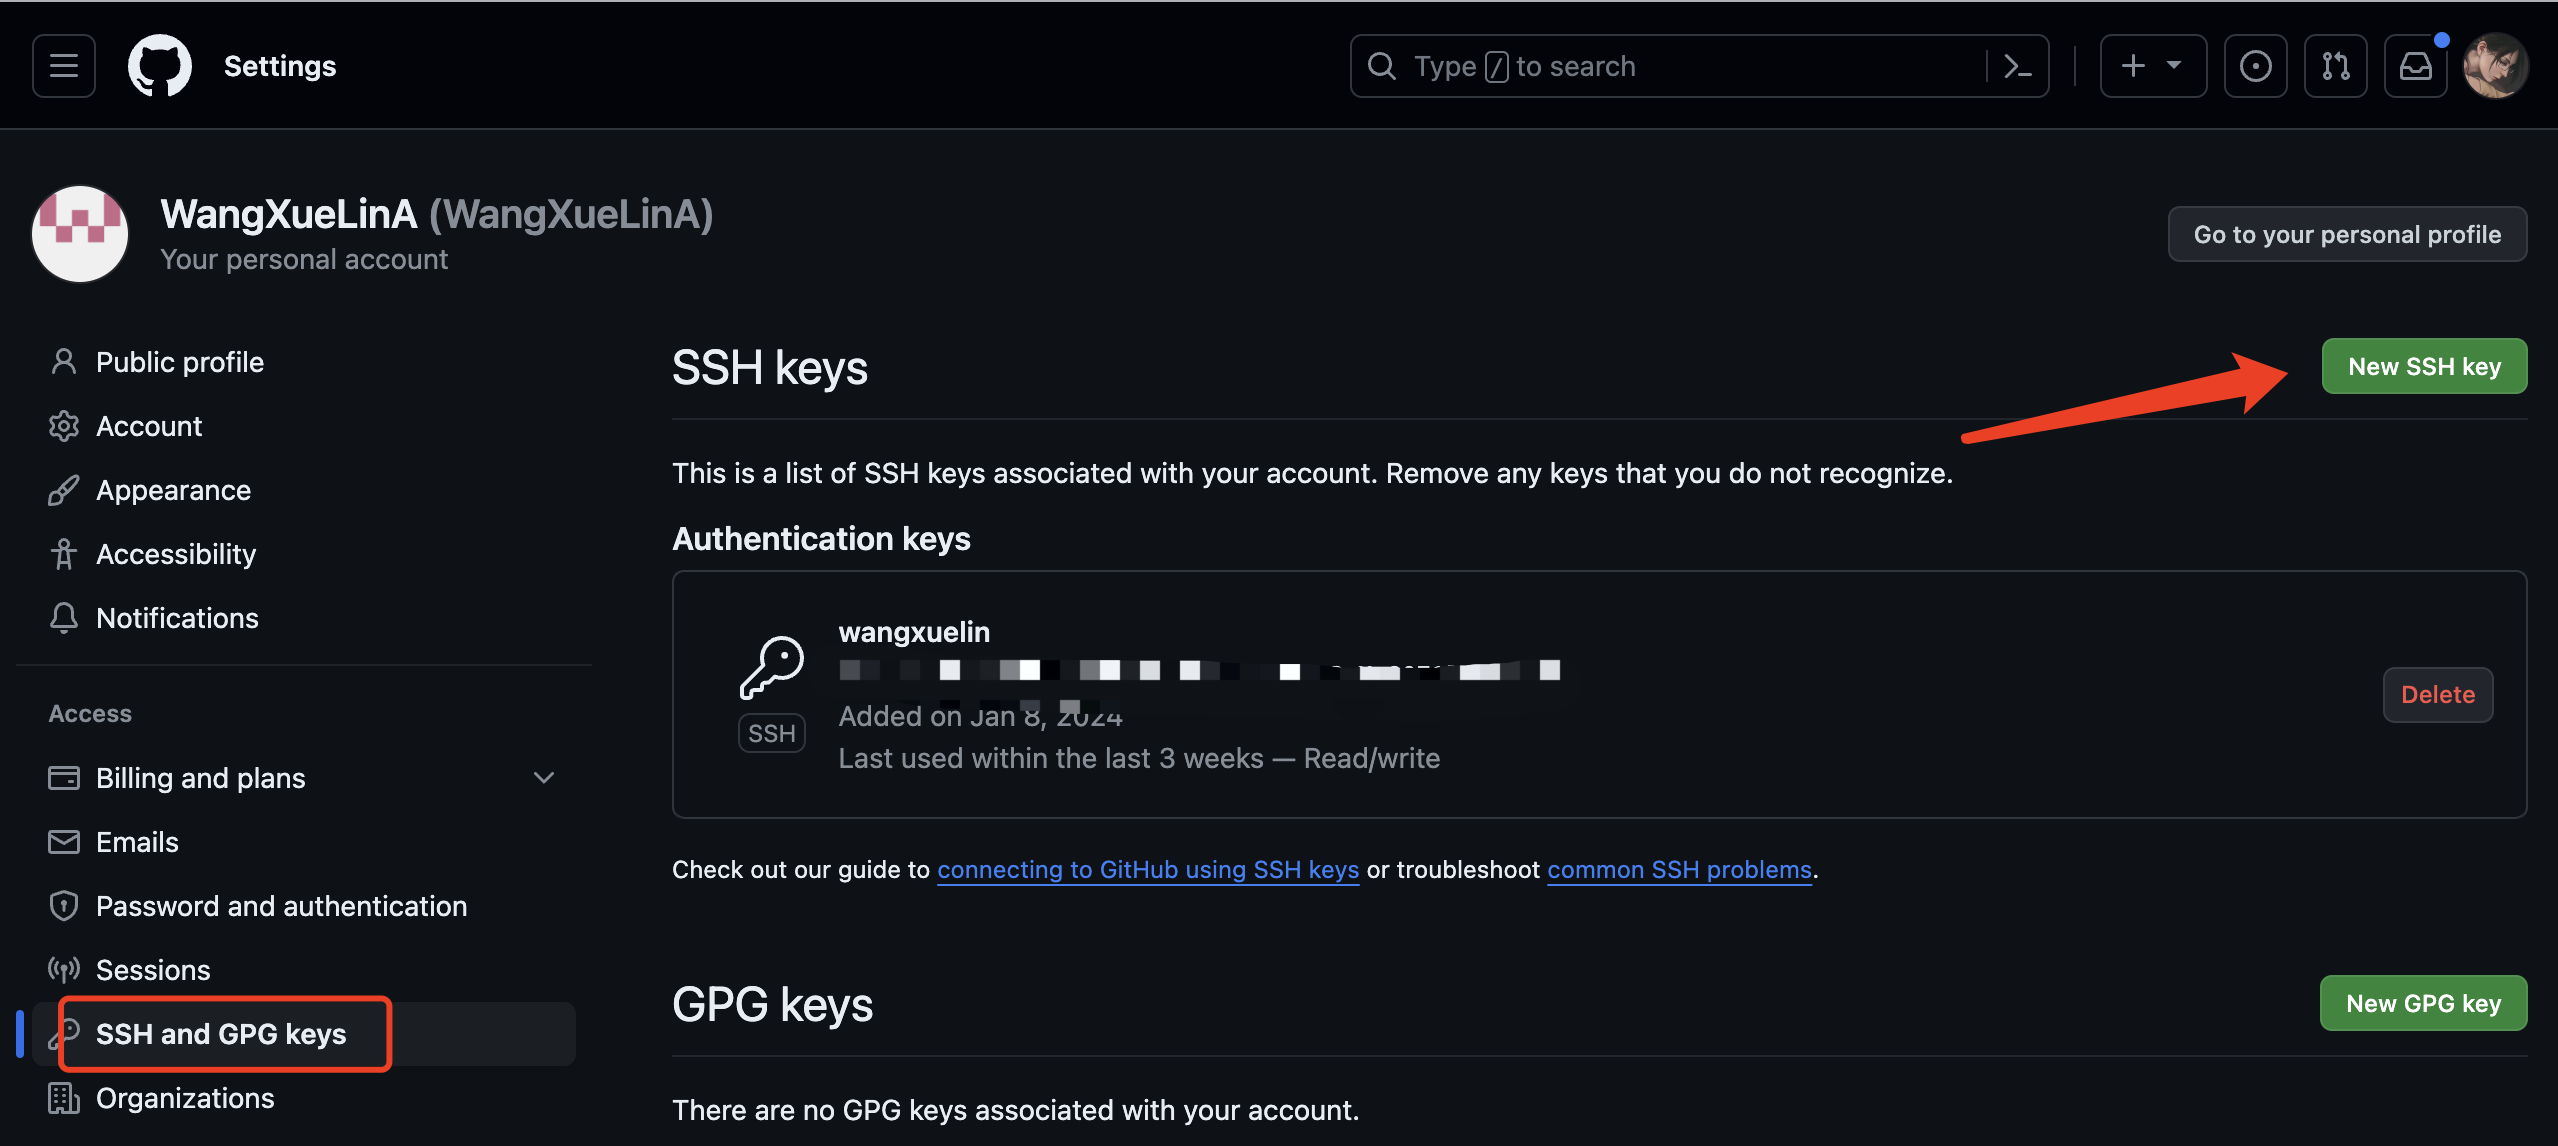 Settings
Type / to search
WangXueLinA (WangXueLinA)
Your personal account
Go to your personal profile
Public profile
Account
Appearance
Accessibility
Notifications
Access
Billing and plans
Emails
Password and authentication
Sessions
SSH and GPG keys
Organizations
SSH keys
New SSH key
This is a list of SSH keys associated with your account. Remove any keys that you do not recognize.
Authentication keys
wangxuelin
SSH
Added on Jan 8, 2024
Last used within the last 3 weeks — Read/write
Delete
Check out our guide to connecting to GitHub using SSH keys or troubleshoot common SSH problems.
GPG keys
New GPG key
There are no GPG keys associated with your account.